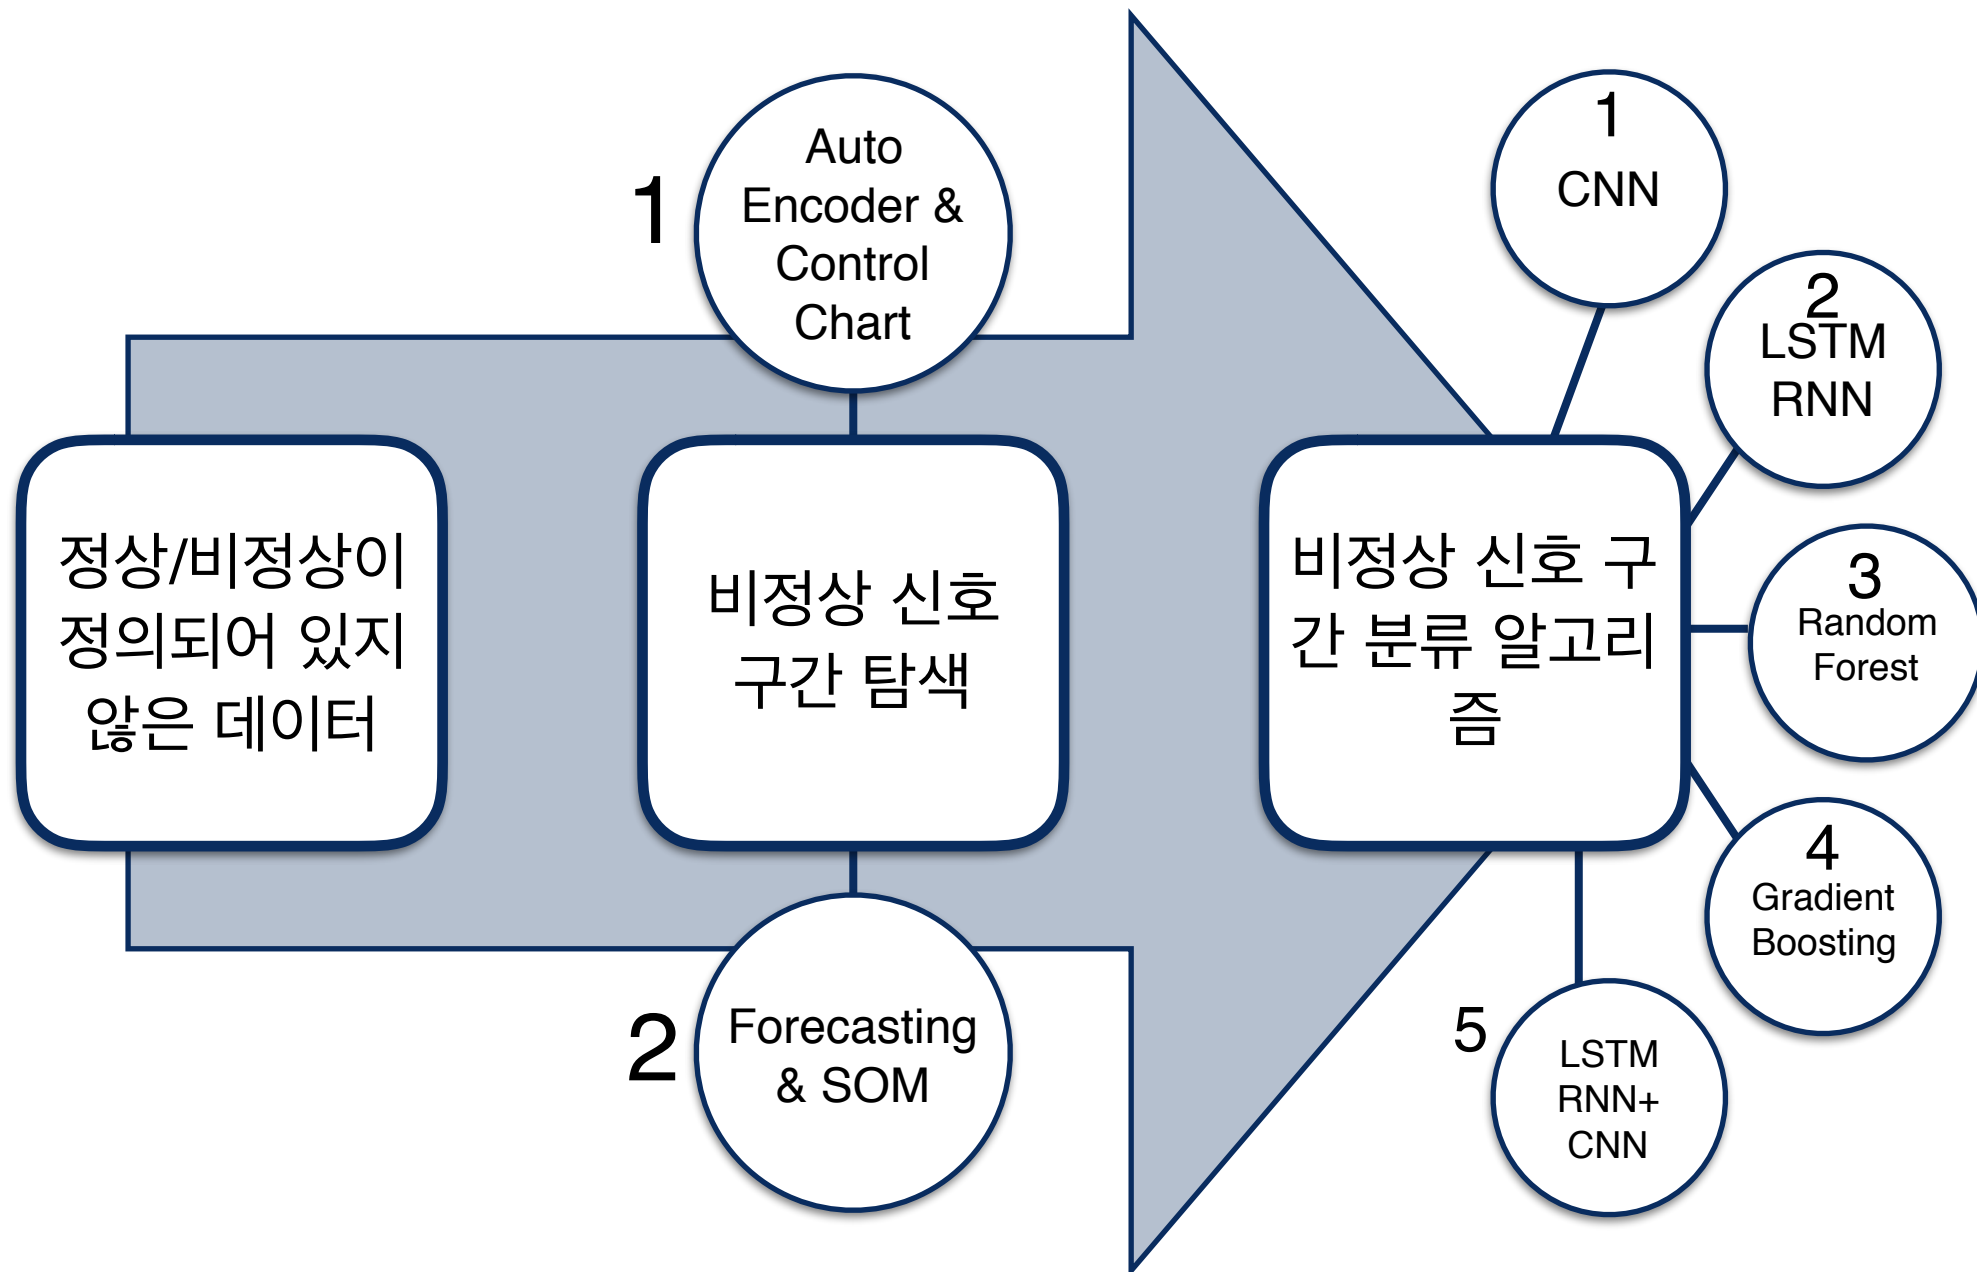 정상/비정상이
정의되어 있지
않은 데이터
1
Auto
Encoder &
Control
Chart
비정상 신호
구간 탐색
2
Forecasting
& SOM
비정상 신호 구
간 분류 알고리
즘
1
CNN
2
LSTM
RNN
3
Random
Forest
4
Gradient
Boosting
5
LSTM
RNN+
CNN